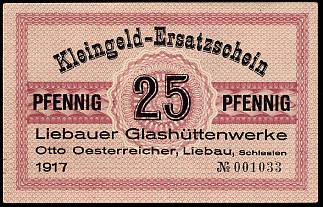 Kleingeld-Ersatzschein
PFENNIG 25 PFENNIG
Liebauer Glashüttenwerke
Otto Oesterreicher, Liebau, Schlesien
1917 № 001033